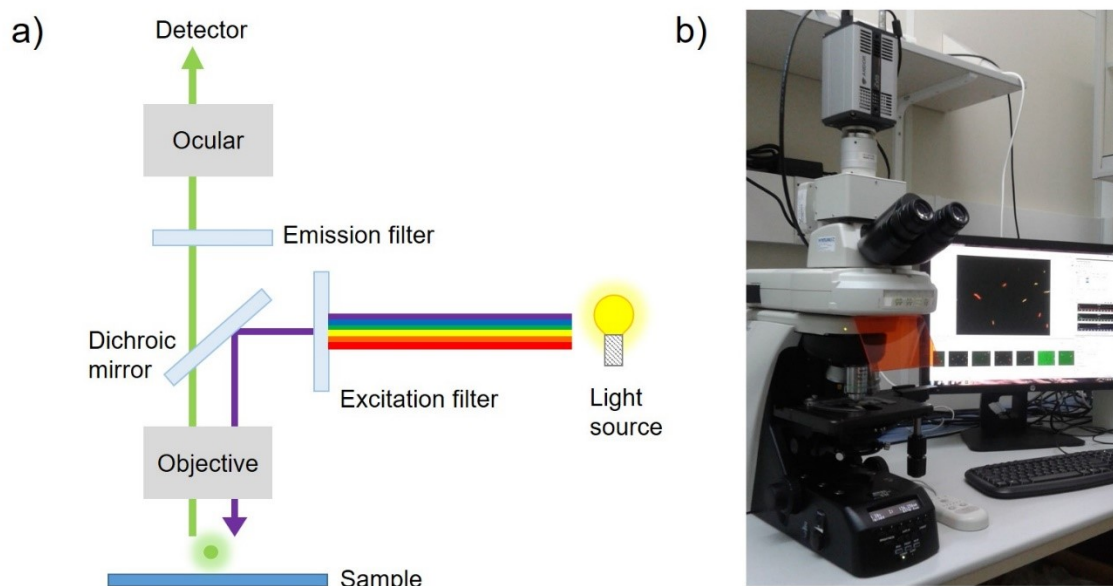 a)
Detector
Ocular
Emission filter
Dichroic
mirror
Excitation filter
Light
source
Objective
Sample
b)